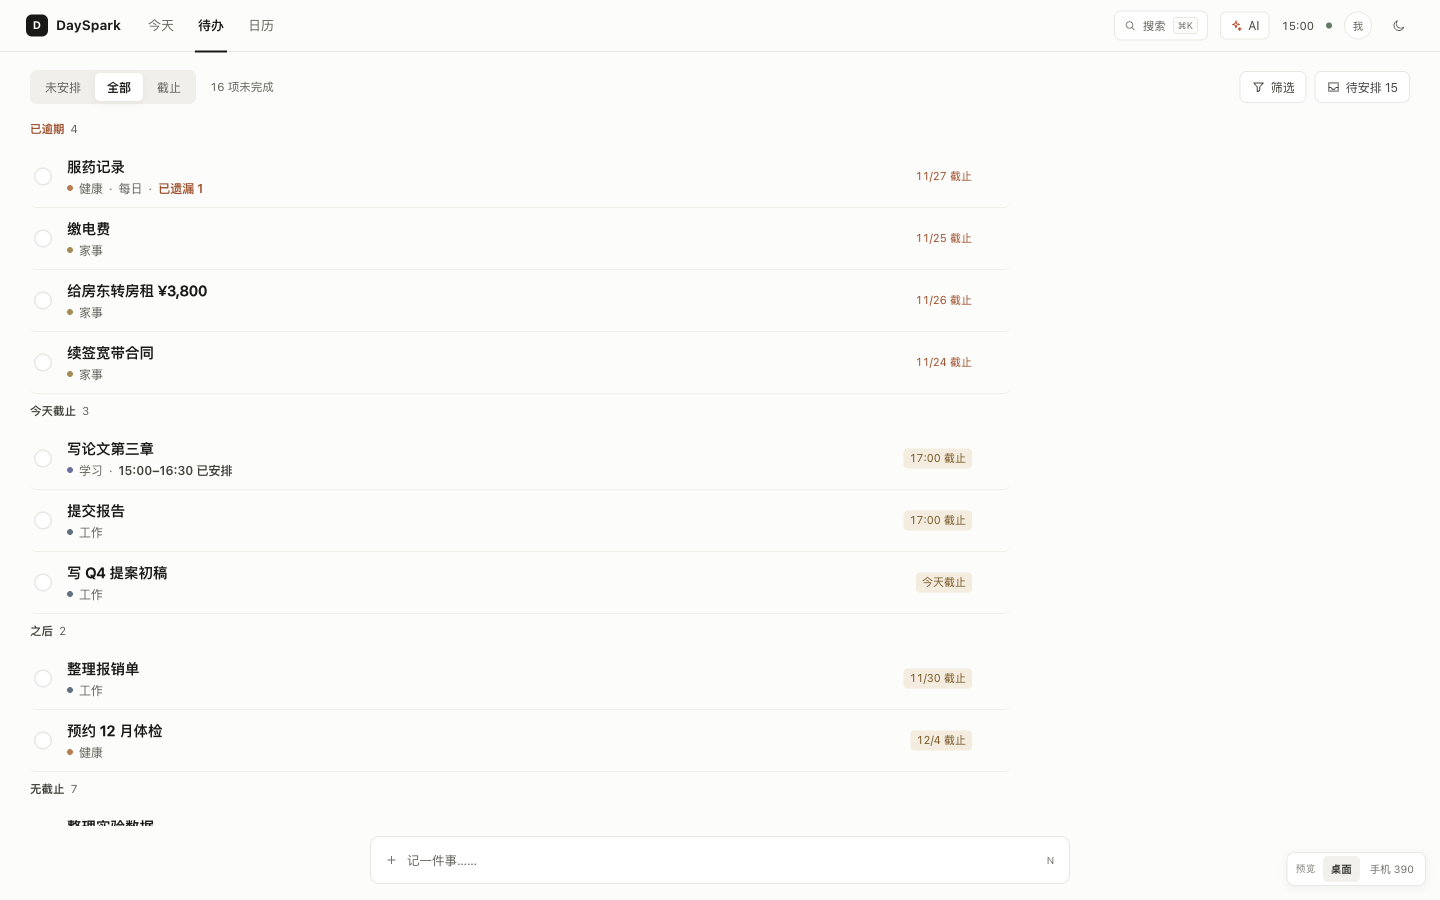 D DaySpark 今天 待办 日历 搜索 ⌘K AI 15:00 我
未安排 全部 截止 16 项未完成 筛选 待安排 15
已逾期 4
服药记录
健康 · 每日 · 已遗漏 1
11/27 截止
缴电费
家事
11/25 截止
给房东转房租 ¥3,800
家事
11/26 截止
续签宽带合同
家事
11/24 截止
今天截止 3
写论文第三章
学习 · 15:00–16:30 已安排
17:00 截止
提交报告
工作
17:00 截止
写 Q4 提案初稿
工作
今天截止
之后 2
整理报销单
工作
11/30 截止
预约 12 月体检
健康
12/4 截止
无截止 7
整理实验数据
+ 记一件事…… N
预览 桌面 手机 390